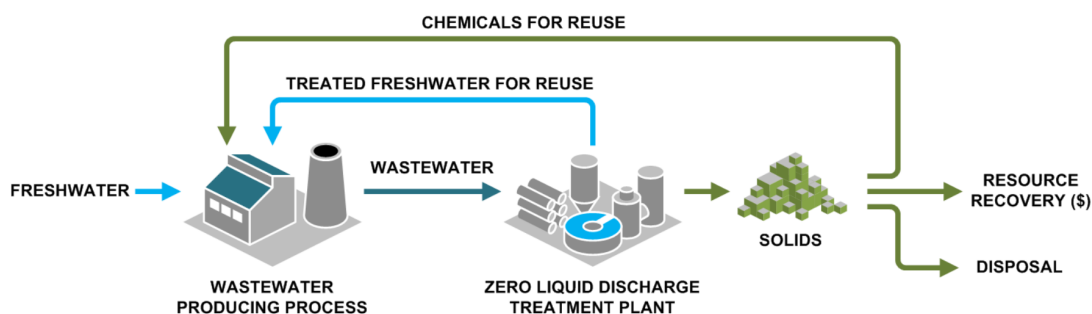 CHEMICALS FOR REUSE
TREATED FRESHWATER FOR REUSE
FRESHWATER
WASTEWATER
RESOURCE
RECOVERY ($)
SOLIDS
DISPOSAL
WASTEWATER
PRODUCING PROCESS
ZERO LIQUID DISCHARGE
TREATMENT PLANT